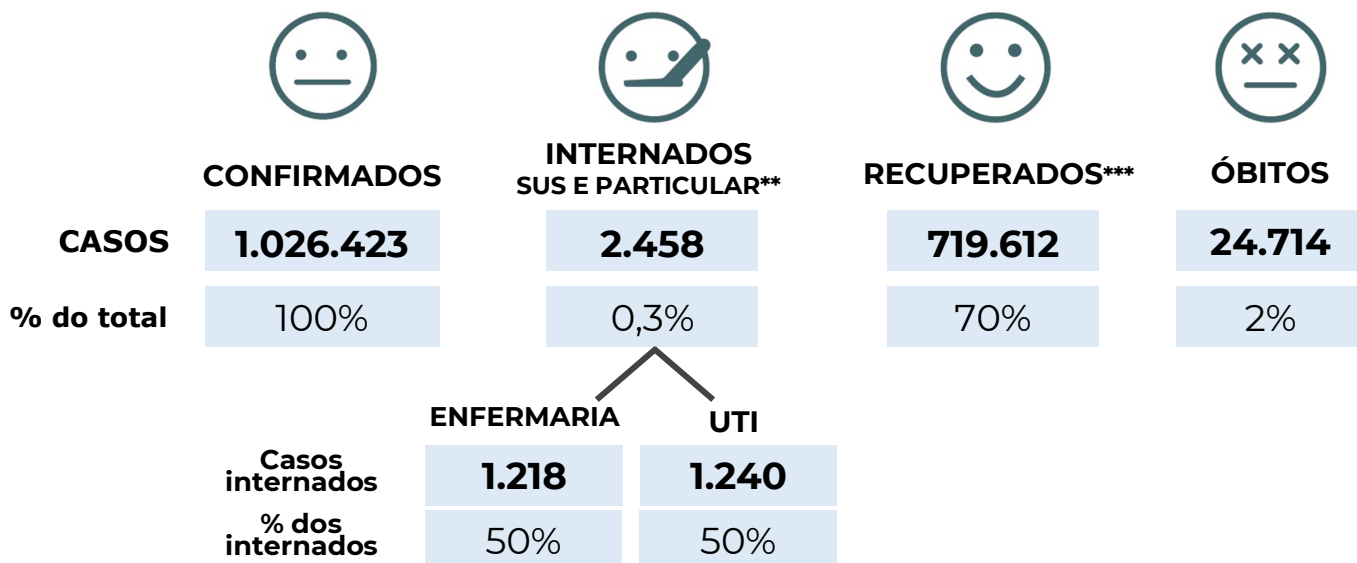 CONFIRMADOS
INTERNADOS
SUS E PARTICULAR**
RECUPERADOS***
ÓBITOS
CASOS
1.026.423
2.458
719.612
24.714
% do total
100%
0,3%
70%
2%
ENFERMARIA
UTI
Casos
internados
1.218
1.240
% dos
internados
50%
50%